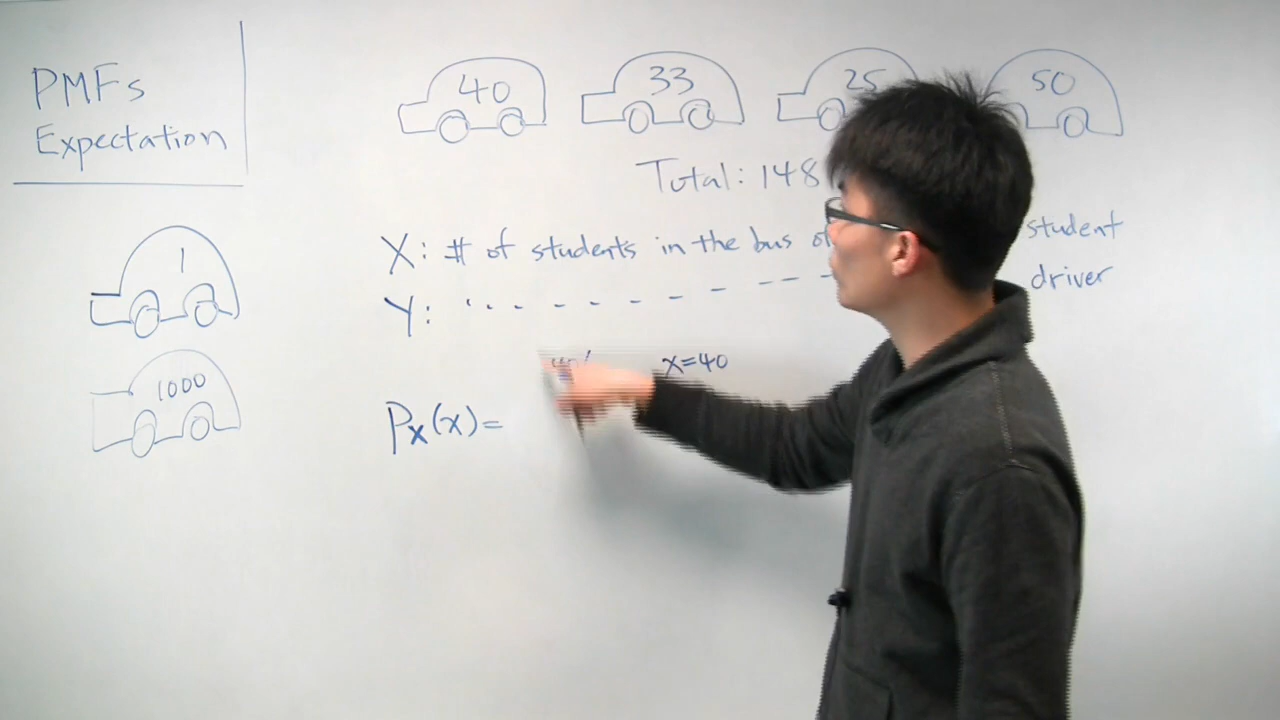 PMFs
Expectation
40 33 25 50
Total: 148
X: # of students in the bus of student
Y: driver
1
1000
x=40
Px(x)=